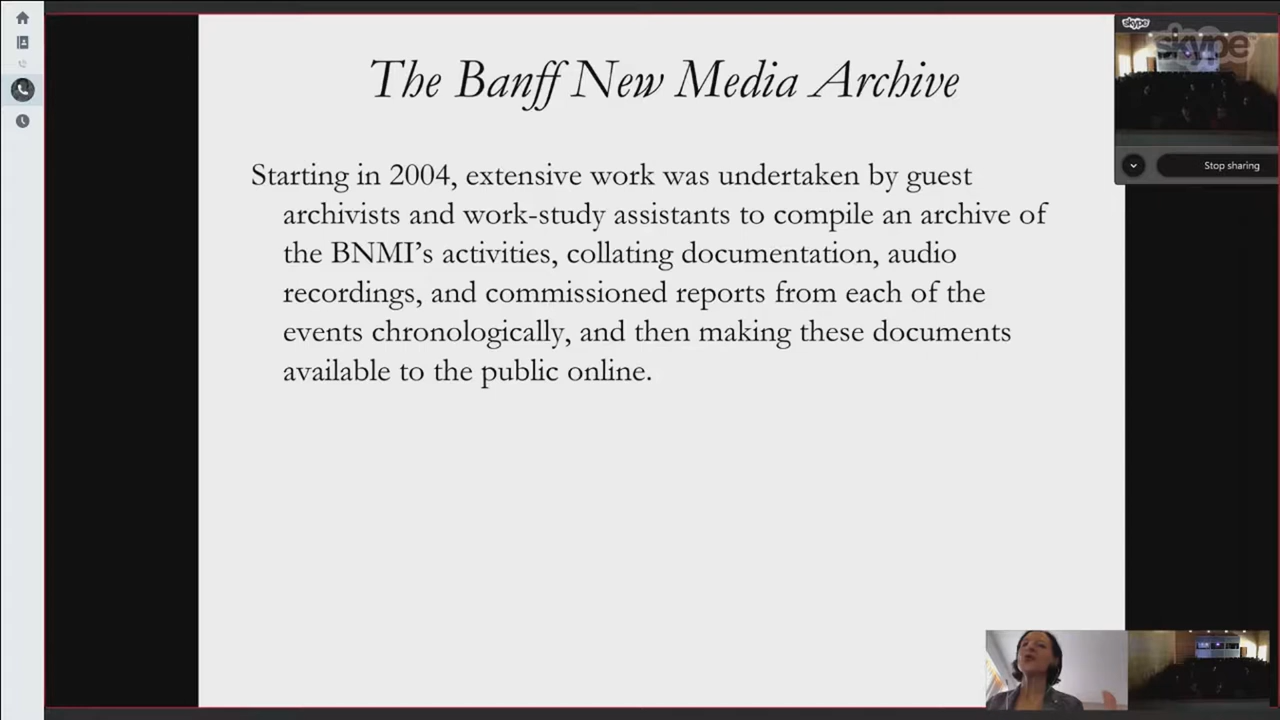 The Banff New Media Archive
skype
skype
Stop sharing
Starting in 2004, extensive work was undertaken by guest
archivists and work-study assistants to compile an archive of
the BNMI’s activities, collating documentation, audio
recordings, and commissioned reports from each of the
events chronologically, and then making these documents
available to the public online.